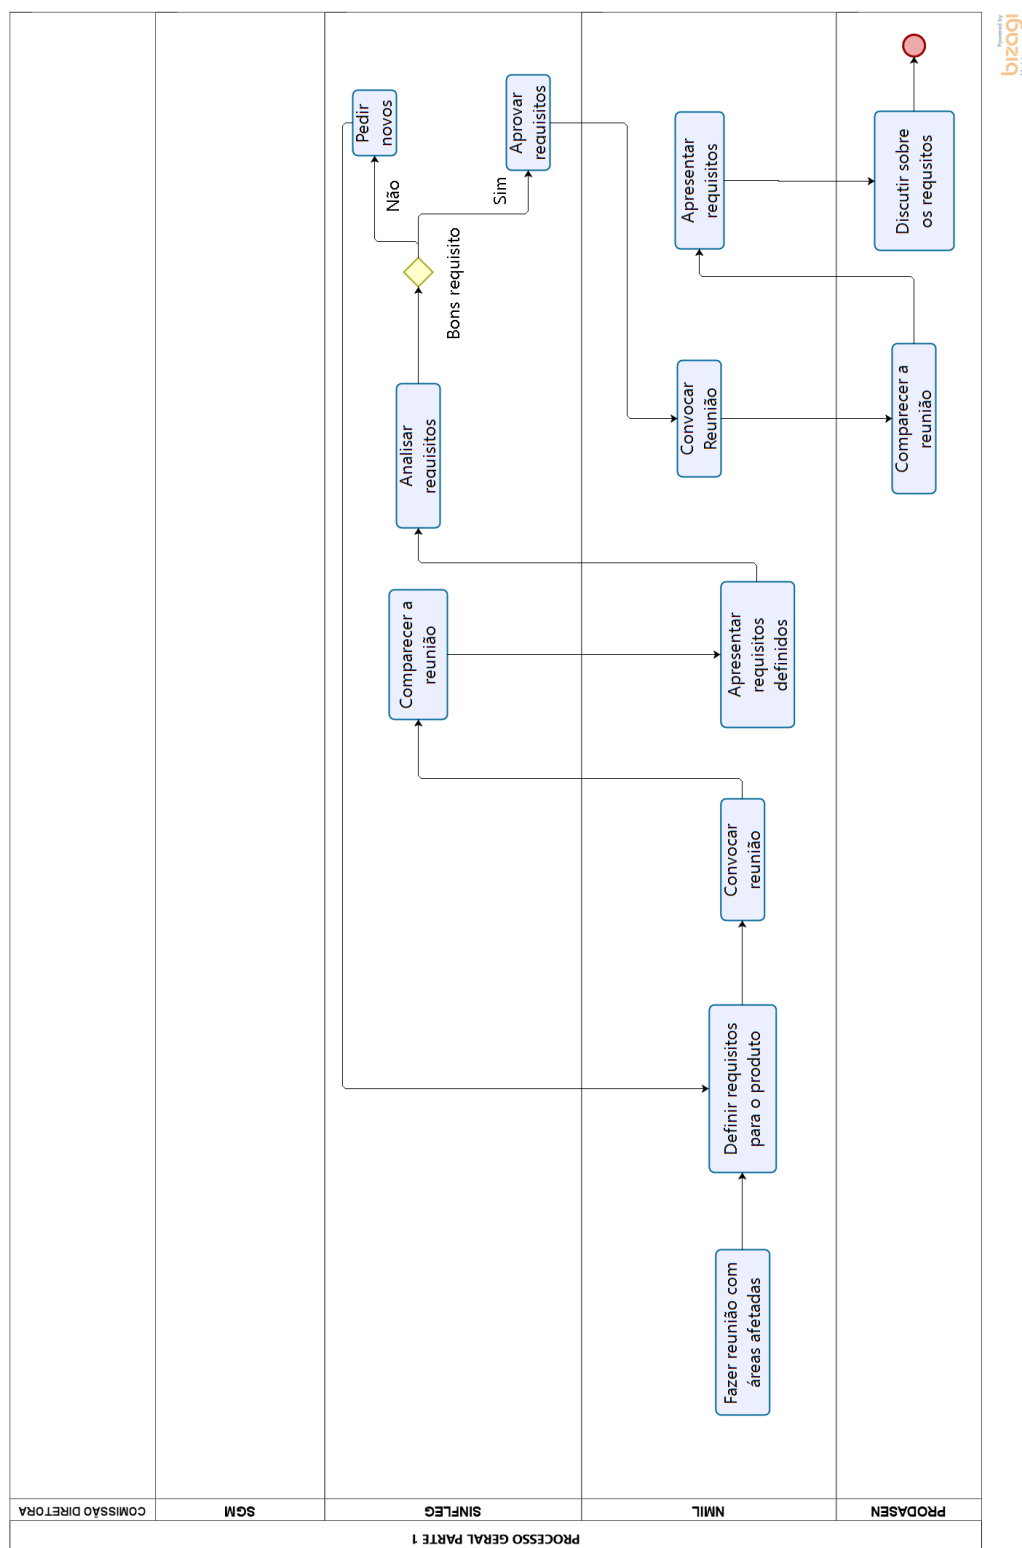 PROCESSO GERAL PARTE 1
COMISSÃO DIRETORA
SGM
SINFLEG
NMIL
PRODASEN
Pedir
novos
Não
Sim
Aprovar
requisitos
Bons requisito
Analisar
requisitos
Comparecer a
reunião
Fazer reunião com
áreas afetadas
Definir requisitos
para o produto
Convocar
reunião
Apresentar
requisitos
definidos
Convocar
Reunião
Apresentar
requisitos
Comparecer a
reunião
Discutir sobre
os requsitos
Powered by
bizagi